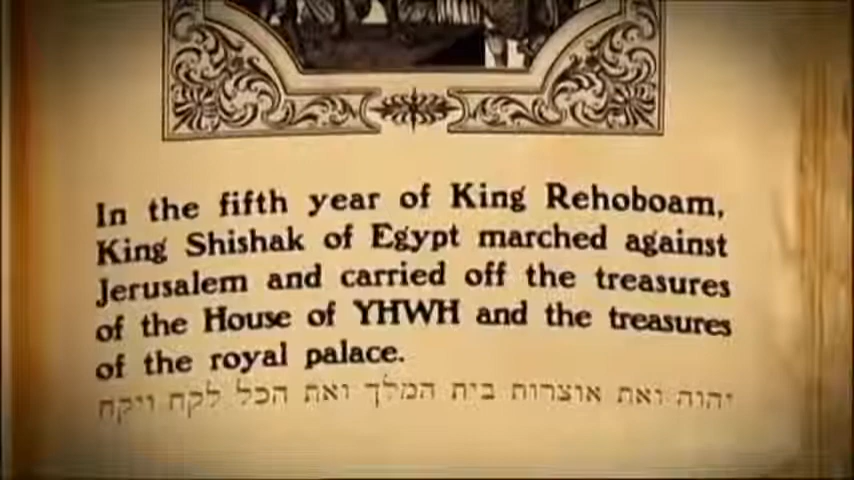 In the fifth year of King Rehoboam,
King Shishak of Egypt marched against
Jerusalem and carried off the treasures
of the House of YHWH and the treasures
of the royal palace.
יהוה ואת אוצרות בית המלך ואת הכל לקח ויקח